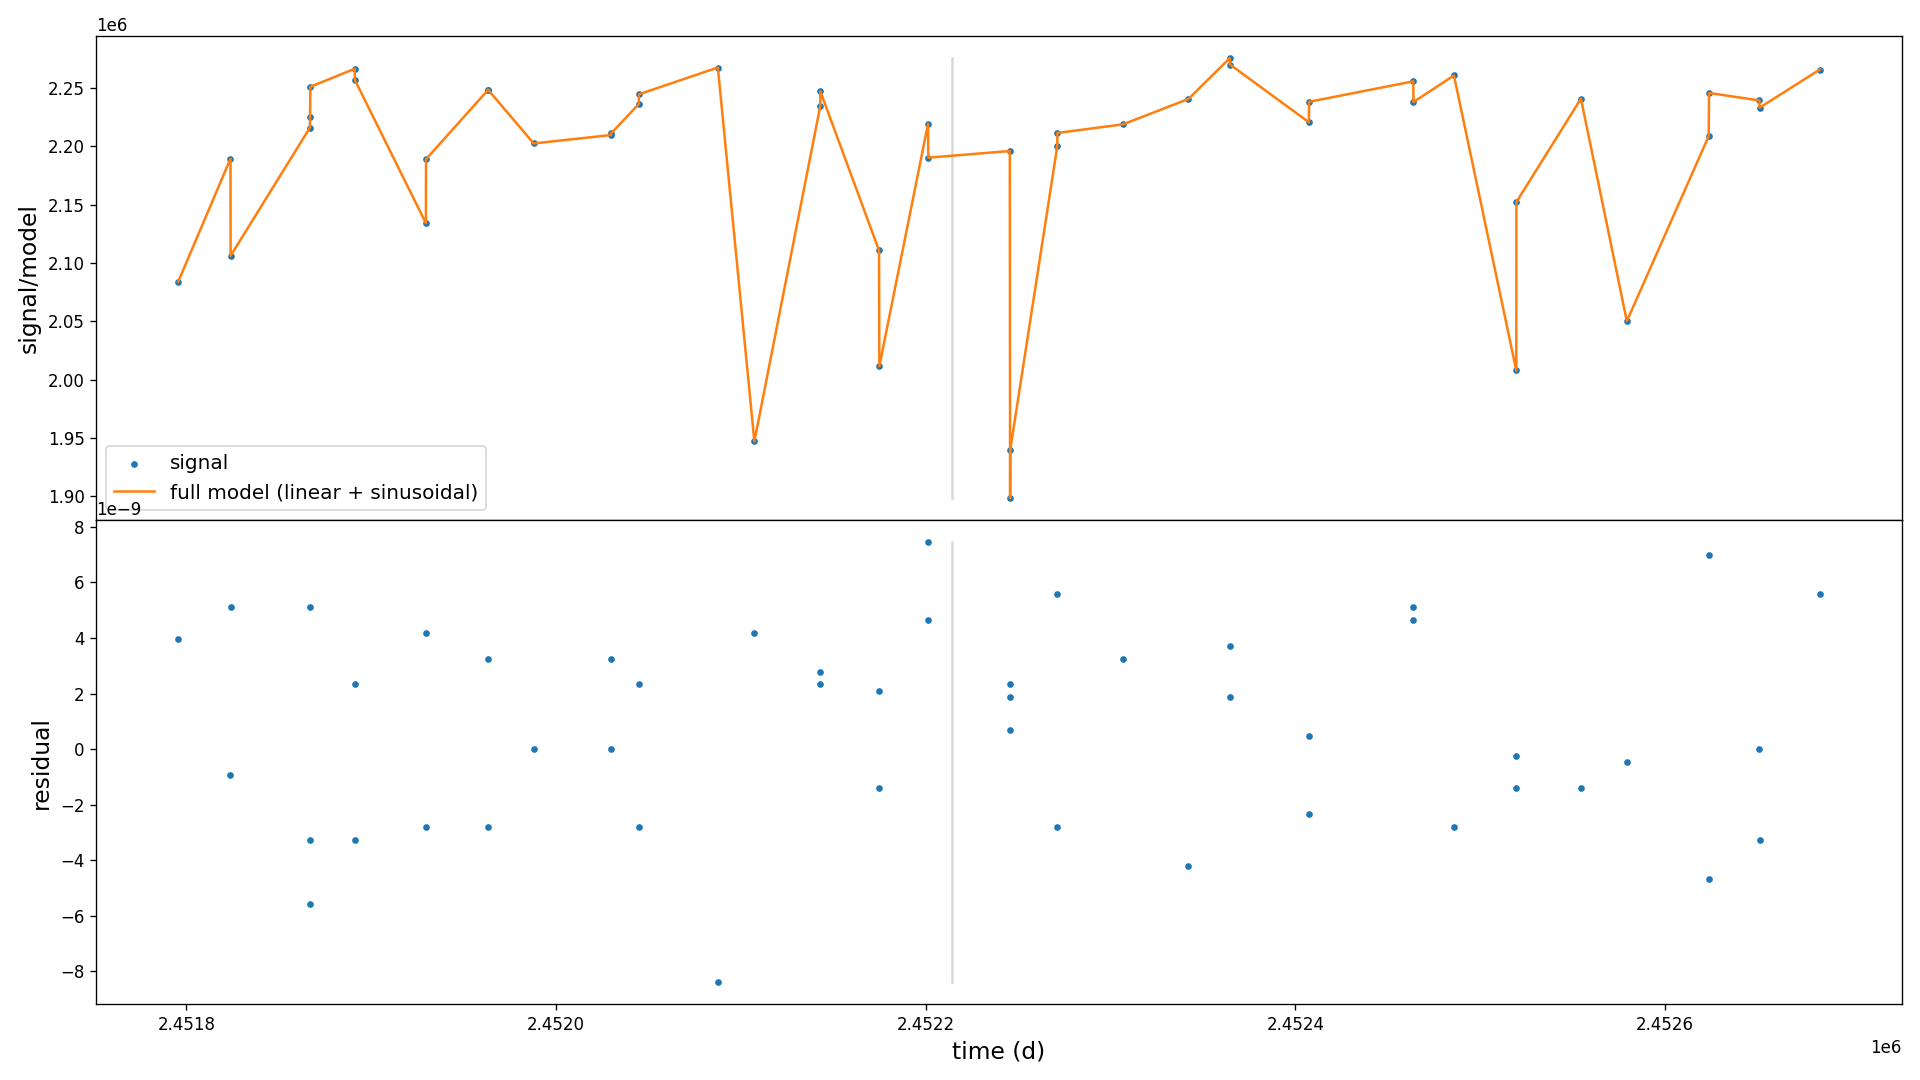 1e6
2.25
2.20
2.15
2.10
2.05
2.00
1.95
1.90
signal/model
signal
full model (linear + sinusoidal)
1e−9
8
6
4
2
0
−2
−4
−6
−8
residual
2.4518
2.4520
2.4522
2.4524
2.4526
time (d)
1e6